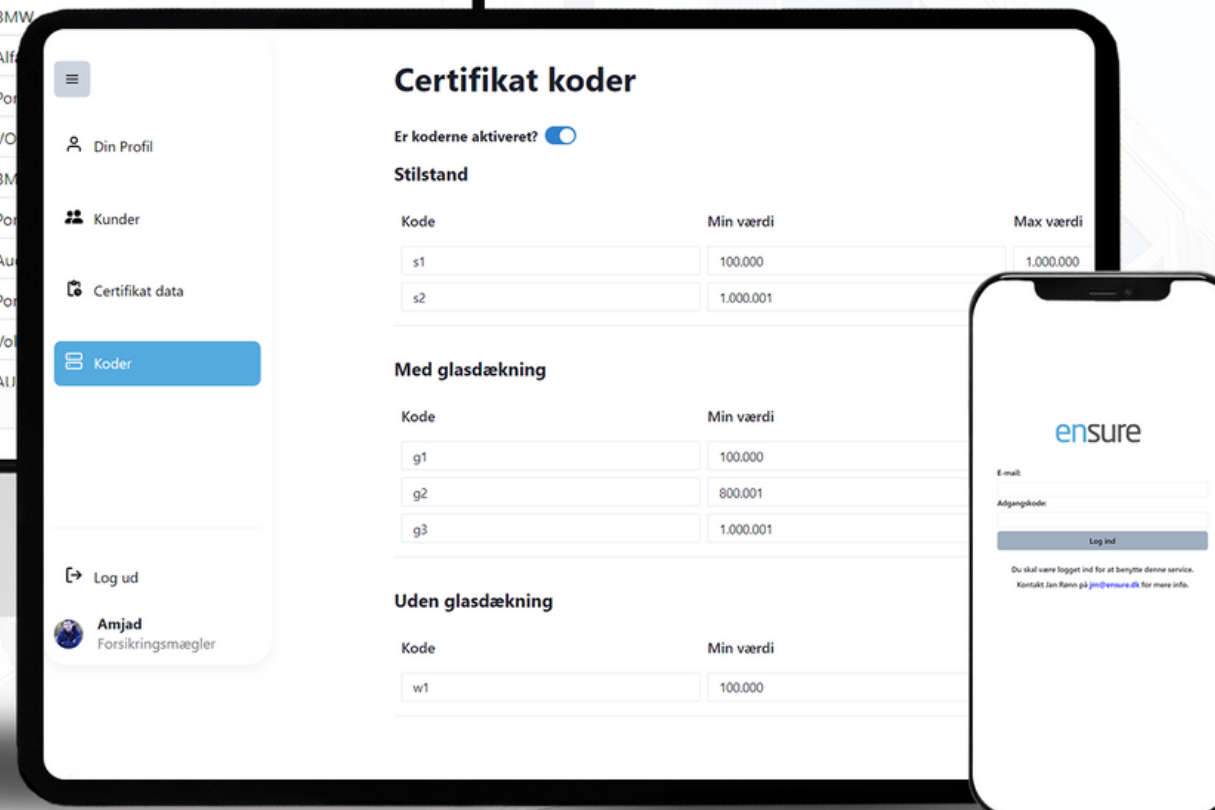 BMW
Certifikat koder
Er koderne aktiveret?
Din Profil
Stilstand
Kunder
Kode Min værdi Max værdi
s1 100.000 1.000.000
Certifikat data
s2 1.000.001
Koder
Med glasdækning
Kode Min værdi
g1 100.000
g2 800.001
g3 1.000.001
Log ud
Uden glasdækning
Amjad
Forsikringsmægler
Kode Min værdi
w1 100.000
ensure
E-mail:
Adgangskode:
Log ind
Du skal være logget ind for at benytte denne service.
Kontakt Jan Rønn på jrn@ensure.dk for mere info.